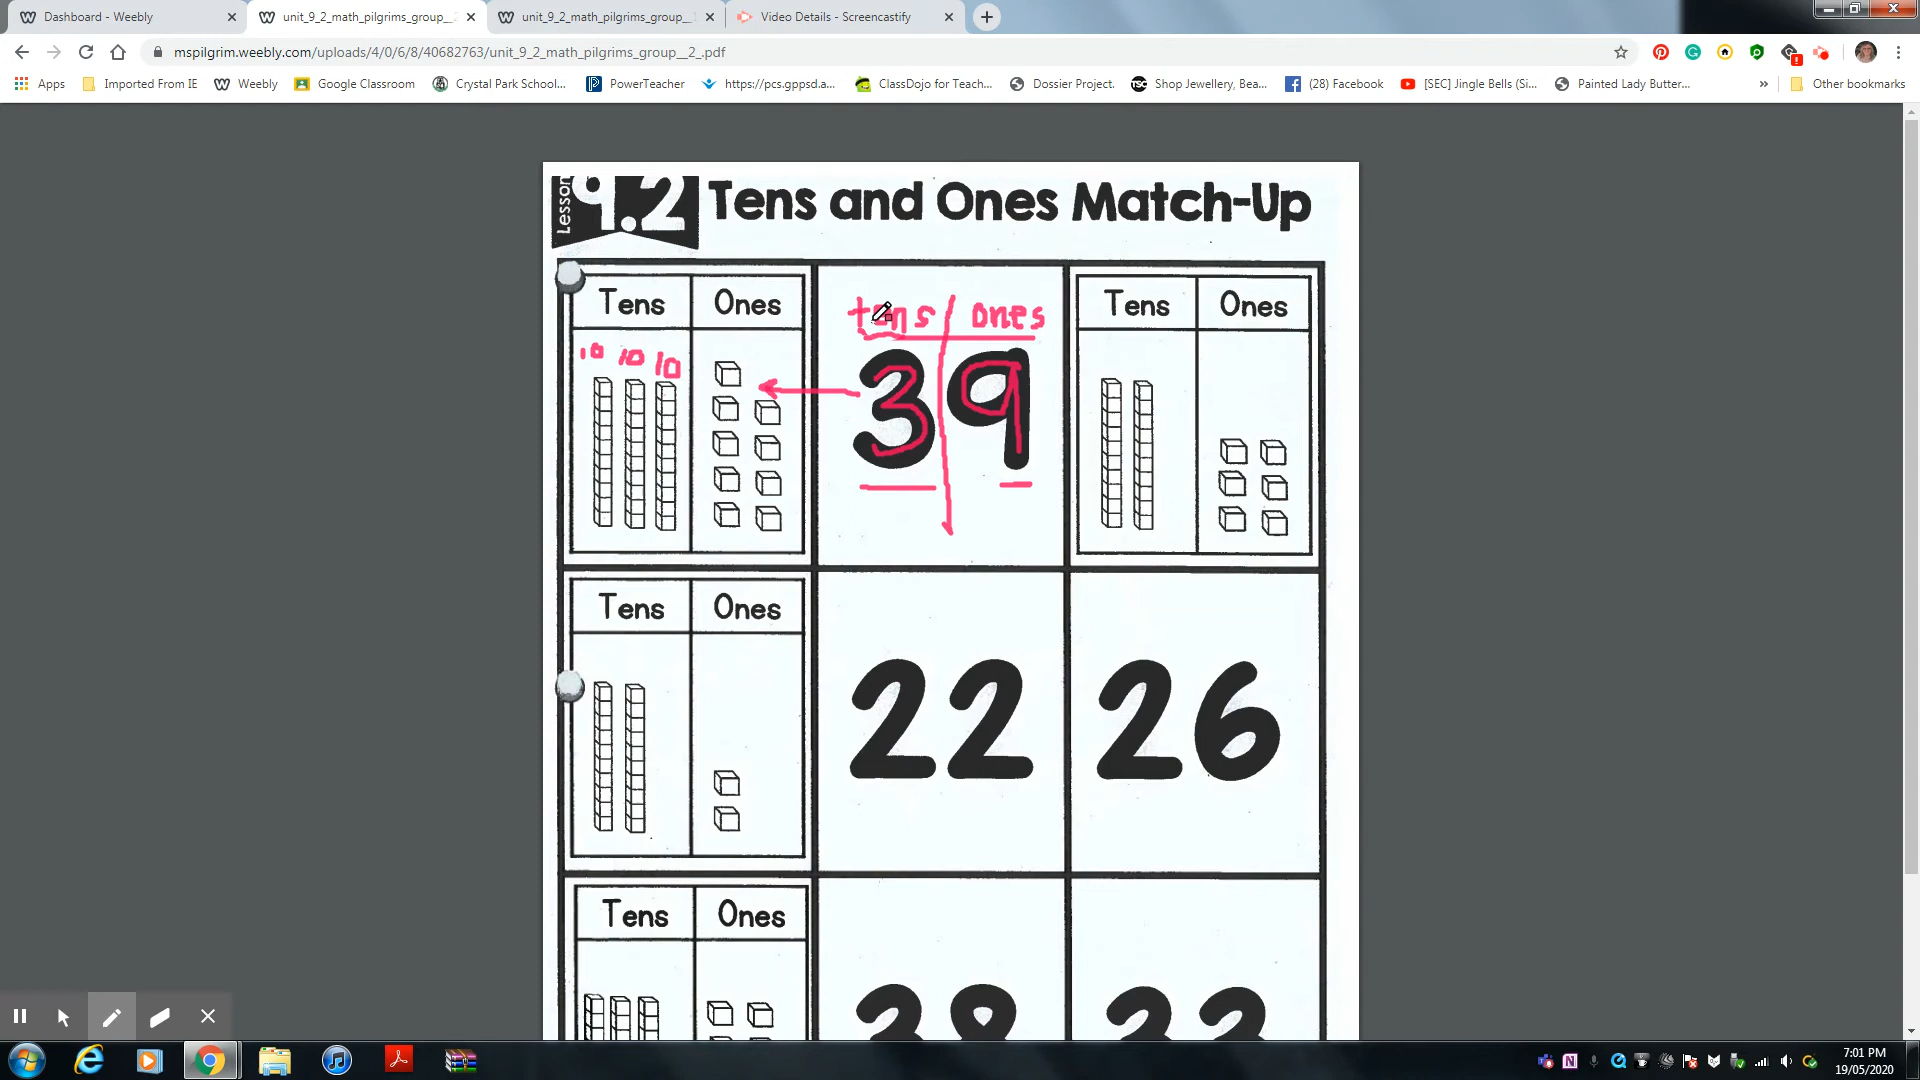 Dashboard - Weebly
unit_9_2_math_pilgrims_group__2
unit_9_2_math_pilgrims_group__
Video Details - Screencastify
mspilgrim.weebly.com/uploads/4/0/6/8/40682763/unit_9_2_math_pilgrims_group__2_.pdf
Apps
Imported From IE
Weebly
Google Classroom
Crystal Park School...
PowerTeacher
https://pcs.gppsd.a...
ClassDojo for Teach...
Dossier Project.
Shop Jewellery, Bea...
(28) Facebook
[SEC] Jingle Bells (Si...
Painted Lady Butter...
»
Other bookmarks
Lesson
9.2
Tens and Ones Match-Up
Tens Ones
10 10 10
tens ones
39
Tens Ones
Tens Ones
22
26
Tens Ones
7:01 PM
19/05/2020